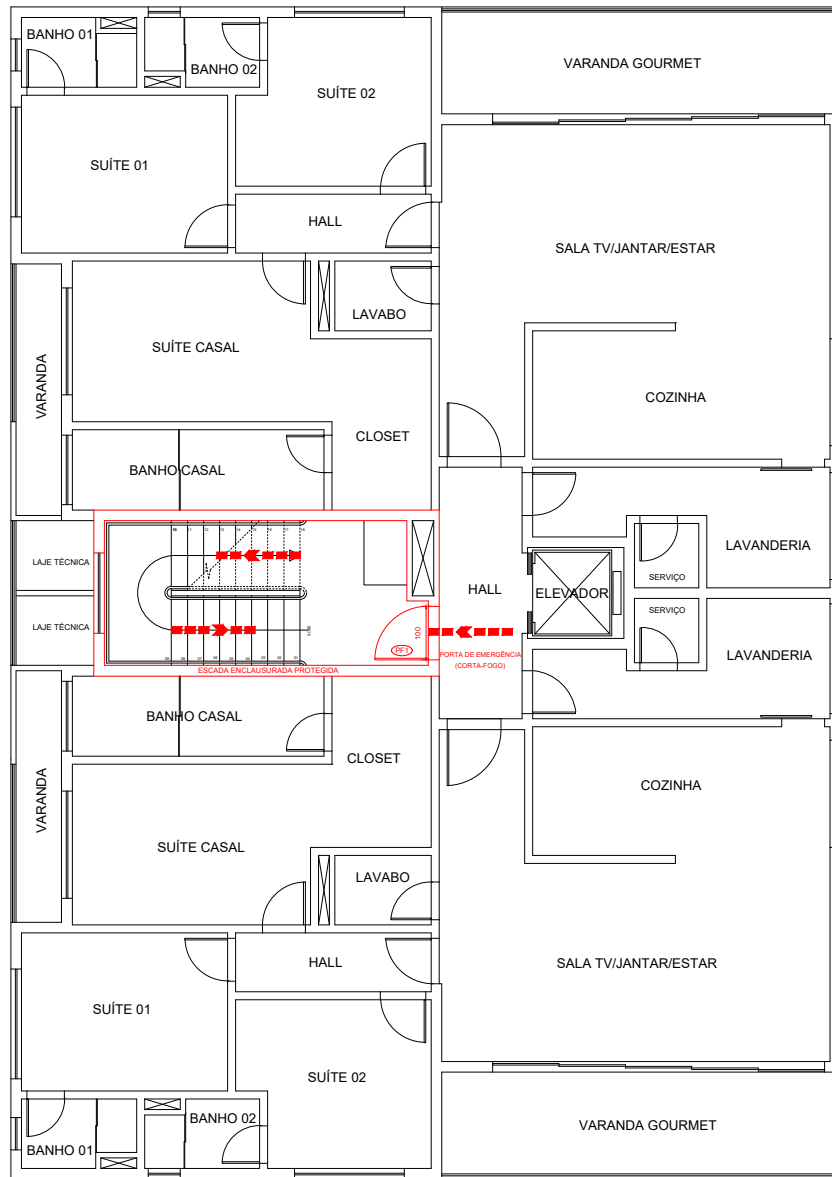 BANHO 01
BANHO 02
SUÍTE 02
VARANDA GOURMET
SUÍTE 01
HALL
SALA TV/JANTAR/ESTAR
LAVABO
SUÍTE CASAL
VARANDA
COZINHA
CLOSET
BANHO CASAL
LAVANDERIA
LAJE TÉCNICA
SERVIÇO
HALL
ELEVADOR
SERVIÇO
LAJE TÉCNICA
100
PF1
PORTA DE EMERGÊNCIA
(CORTA-FOGO)
LAVANDERIA
ESCADA ENCLAUSURADA PROTEGIDA
BANHO CASAL
CLOSET
COZINHA
VARANDA
SUÍTE CASAL
LAVABO
HALL
SALA TV/JANTAR/ESTAR
SUÍTE 01
SUÍTE 02
BANHO 02
VARANDA GOURMET
BANHO 01